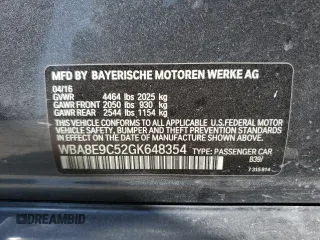 MFD BY BAYERISCHE MOTOREN WERKE AG
04/16
GVWR 4464 lbs 2025 kg
GAWR FRONT 2050 lbs 930 kg
GAWR REAR 2544 lbs 1154 kg
THIS VEHICLE CONFORMS TO ALL APPLICABLE
U.S. FEDERAL MOTOR VEHICLE SAFETY, BUMPER
AND THEFT PREVENTION STANDARDS IN EFFECT ON
THE DATE OF MANUFACTURE SHOWN ABOVE.
WBA8E9C52GK648354 TYPE: PASSENGER CAR
B39/
7315914
DREAMBID